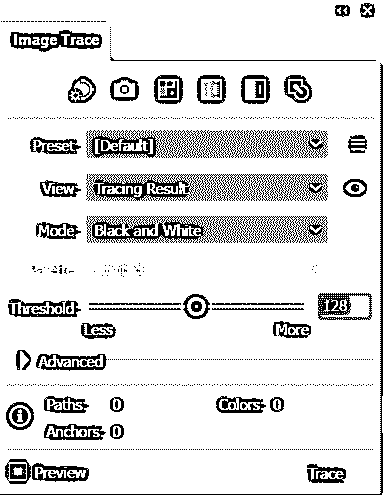 Image Trace
Preset: [Default]
View: Tracing Result
Mode: Black and White
Threshold: 128
Less More
Advanced
Paths: 0 Colors: 0
Anchors: 0
Preview Trace